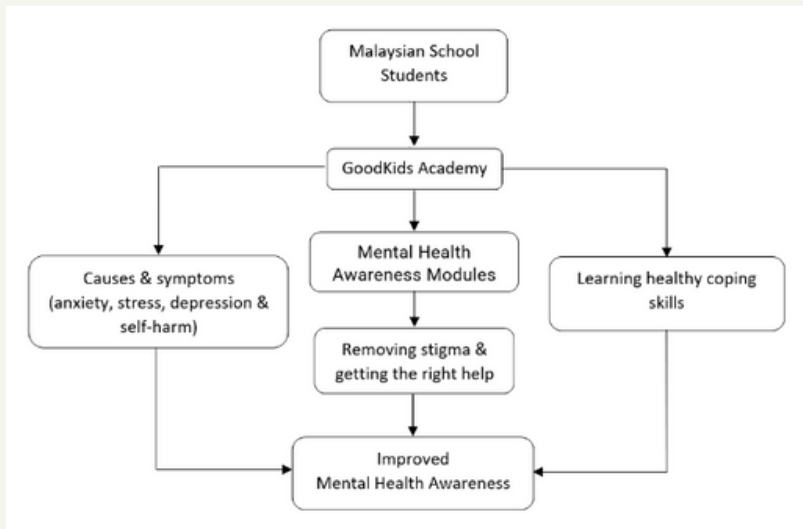 Malaysian School
Students
GoodKids Academy
Mental Health
Awareness Modules
Causes & symptoms
(anxiety, stress, depression &
self-harm)
Learning healthy coping
skills
Removing stigma &
getting the right help
Improved
Mental Health Awareness